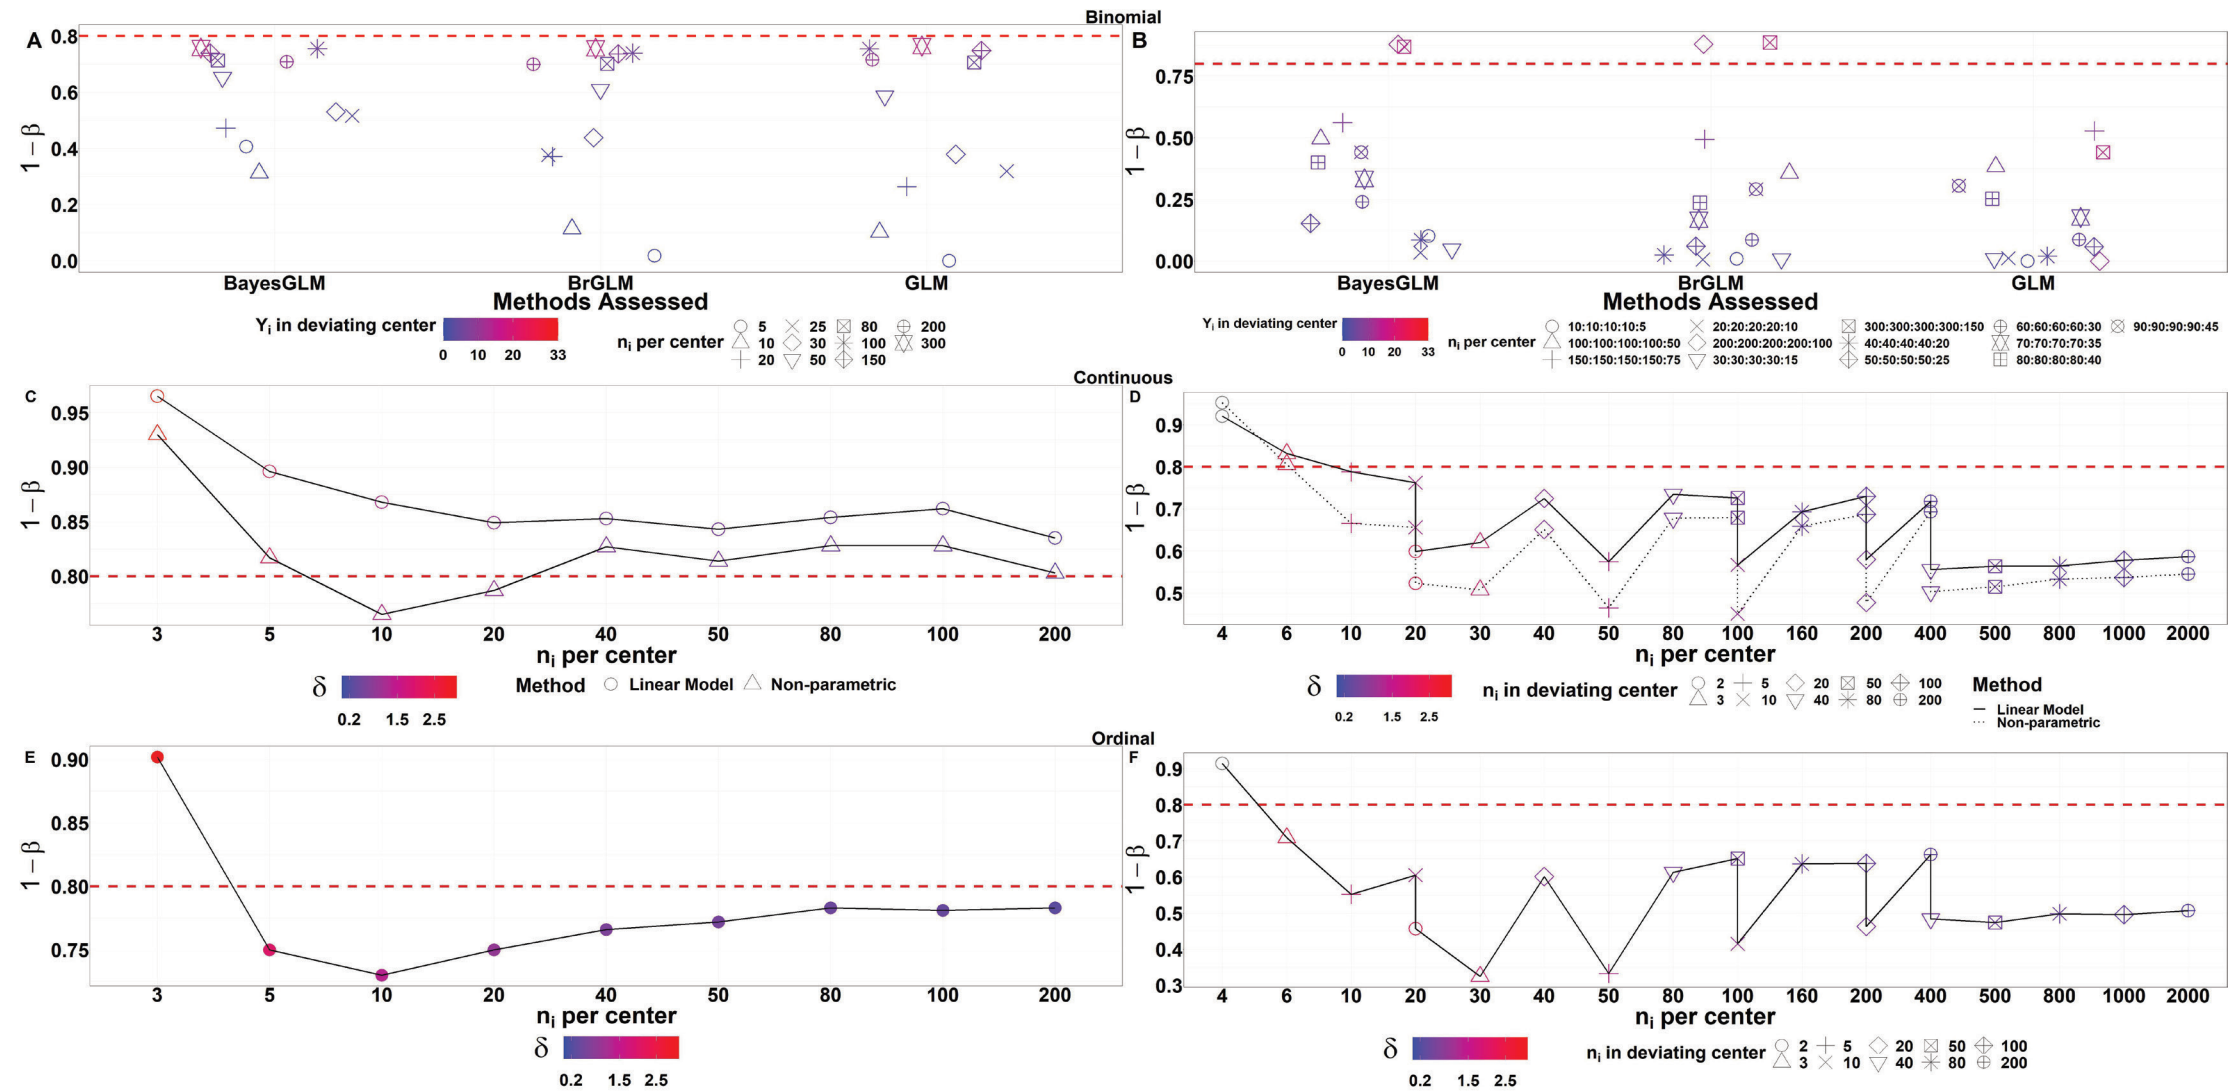 Binomial
A
0.8
0.6
0.4
0.2
0.0
1 − β
BayesGLM BrGLM GLM
Methods Assessed
Yi in deviating center
0 10 20 33
ni per center
5 25 80 200
10 30 100 300
20 50 150
B
0.75
0.50
0.25
0.00
1 − β
BayesGLM BrGLM GLM
Methods Assessed
Yi in deviating center
0 10 20 33
ni per center
10:10:10:10:5 20:20:20:20:10 300:300:300:300:150 60:60:60:60:30 90:90:90:90:45
100:100:100:100:50 200:200:200:200:100 40:40:40:40:20 70:70:70:70:35
150:150:150:150:75 30:30:30:30:15 50:50:50:50:25 80:80:80:80:40
Continuous
C
0.95
0.90
0.85
0.80
1 − β
3 5 10 20 40 50 80 100 200
ni per center
δ
0.2 1.5 2.5
Method Linear Model Non-parametric
D
0.9
0.8
0.7
0.6
0.5
1 − β
4 6 10 20 30 40 50 80 100 160 200 400 500 800 1000 2000
ni per center
δ
0.2 1.5 2.5
ni in deviating center
2 5 20 50 100
3 10 40 80 200
Method
Linear Model
Non-parametric
Ordinal
E
0.90
0.85
0.80
0.75
1 − β
3 5 10 20 40 50 80 100 200
ni per center
δ
0.2 1.5 2.5
F
0.9
0.8
0.7
0.6
0.5
0.4
0.3
1 − β
4 6 10 20 30 40 50 80 100 160 200 400 500 800 1000 2000
ni per center
δ
0.2 1.5 2.5
ni in deviating center
2 5 20 50 100
3 10 40 80 200